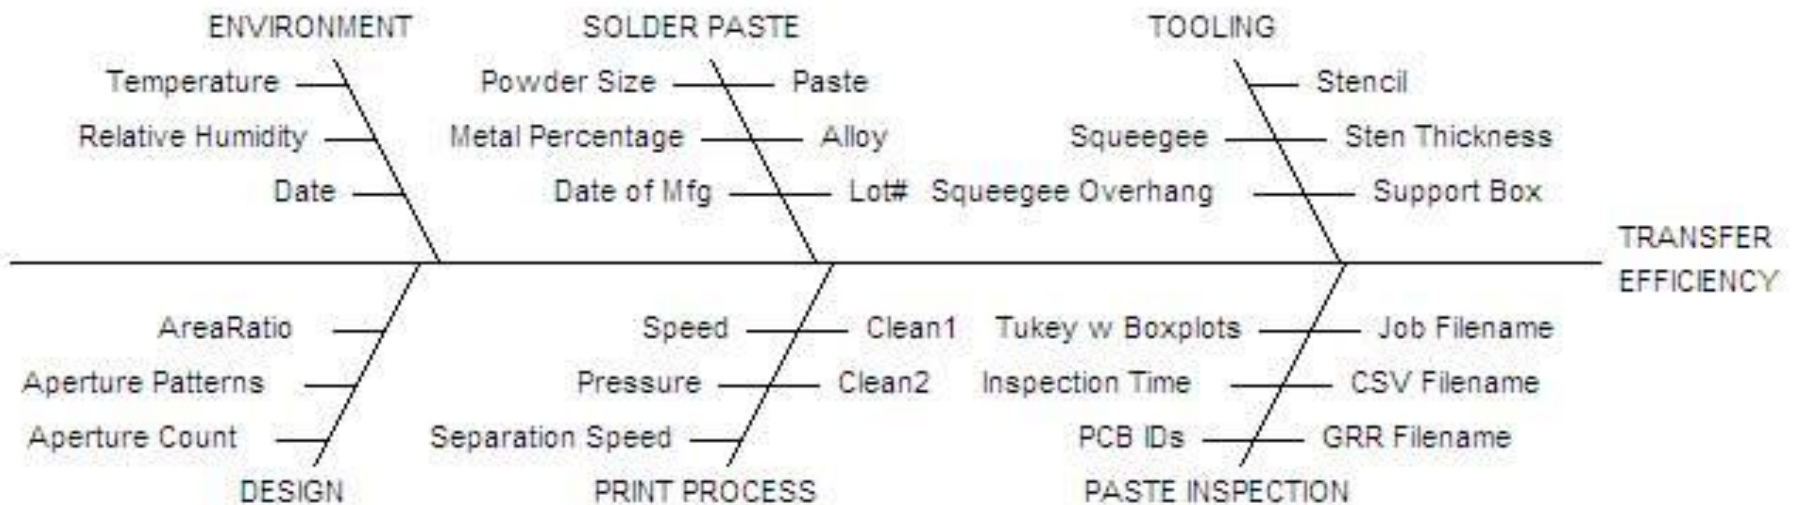 ENVIRONMENT SOLDER PASTE TOOLING
Temperature Powder Size Paste Stencil
Relative Humidity Metal Percentage Alloy Squeegee Sten Thickness
Date Date of Mfg Lot# Squeegee Overhang Support Box
TRANSFER
EFFICIENCY
AreaRatio Speed Clean1 Tukey w Boxplots Job Filename
Aperture Patterns Pressure Clean2 Inspection Time CSV Filename
Aperture Count Separation Speed PCB IDs GRR Filename
DESIGN PRINT PROCESS PASTE INSPECTION